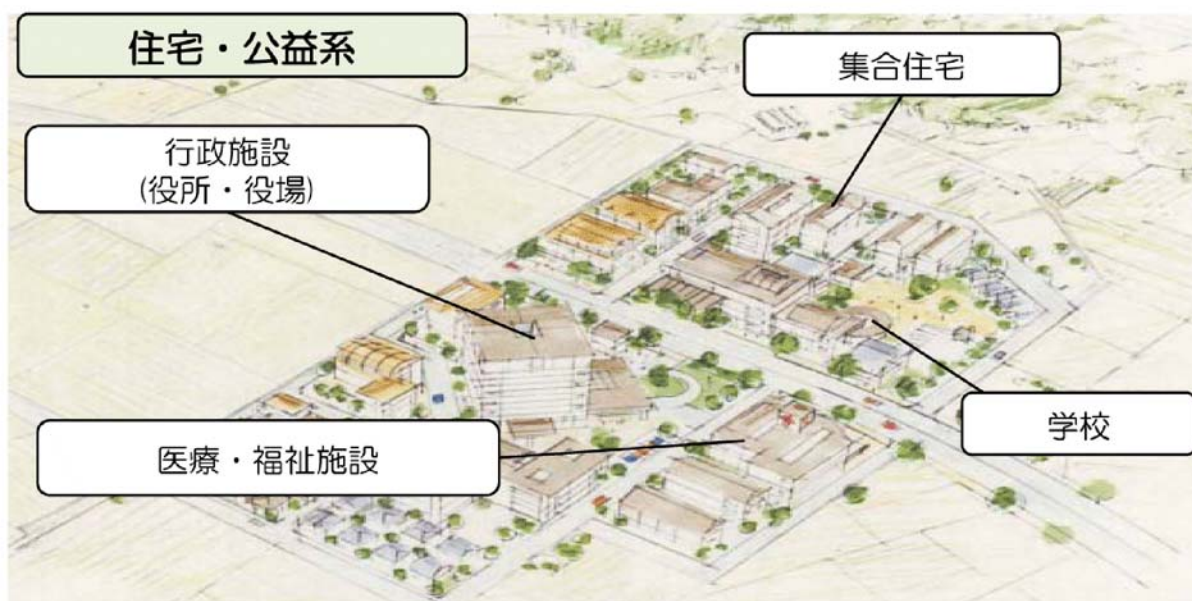 住宅・公益系
集合住宅
行政施設
(役所・役場)
学校
医療・福祉施設